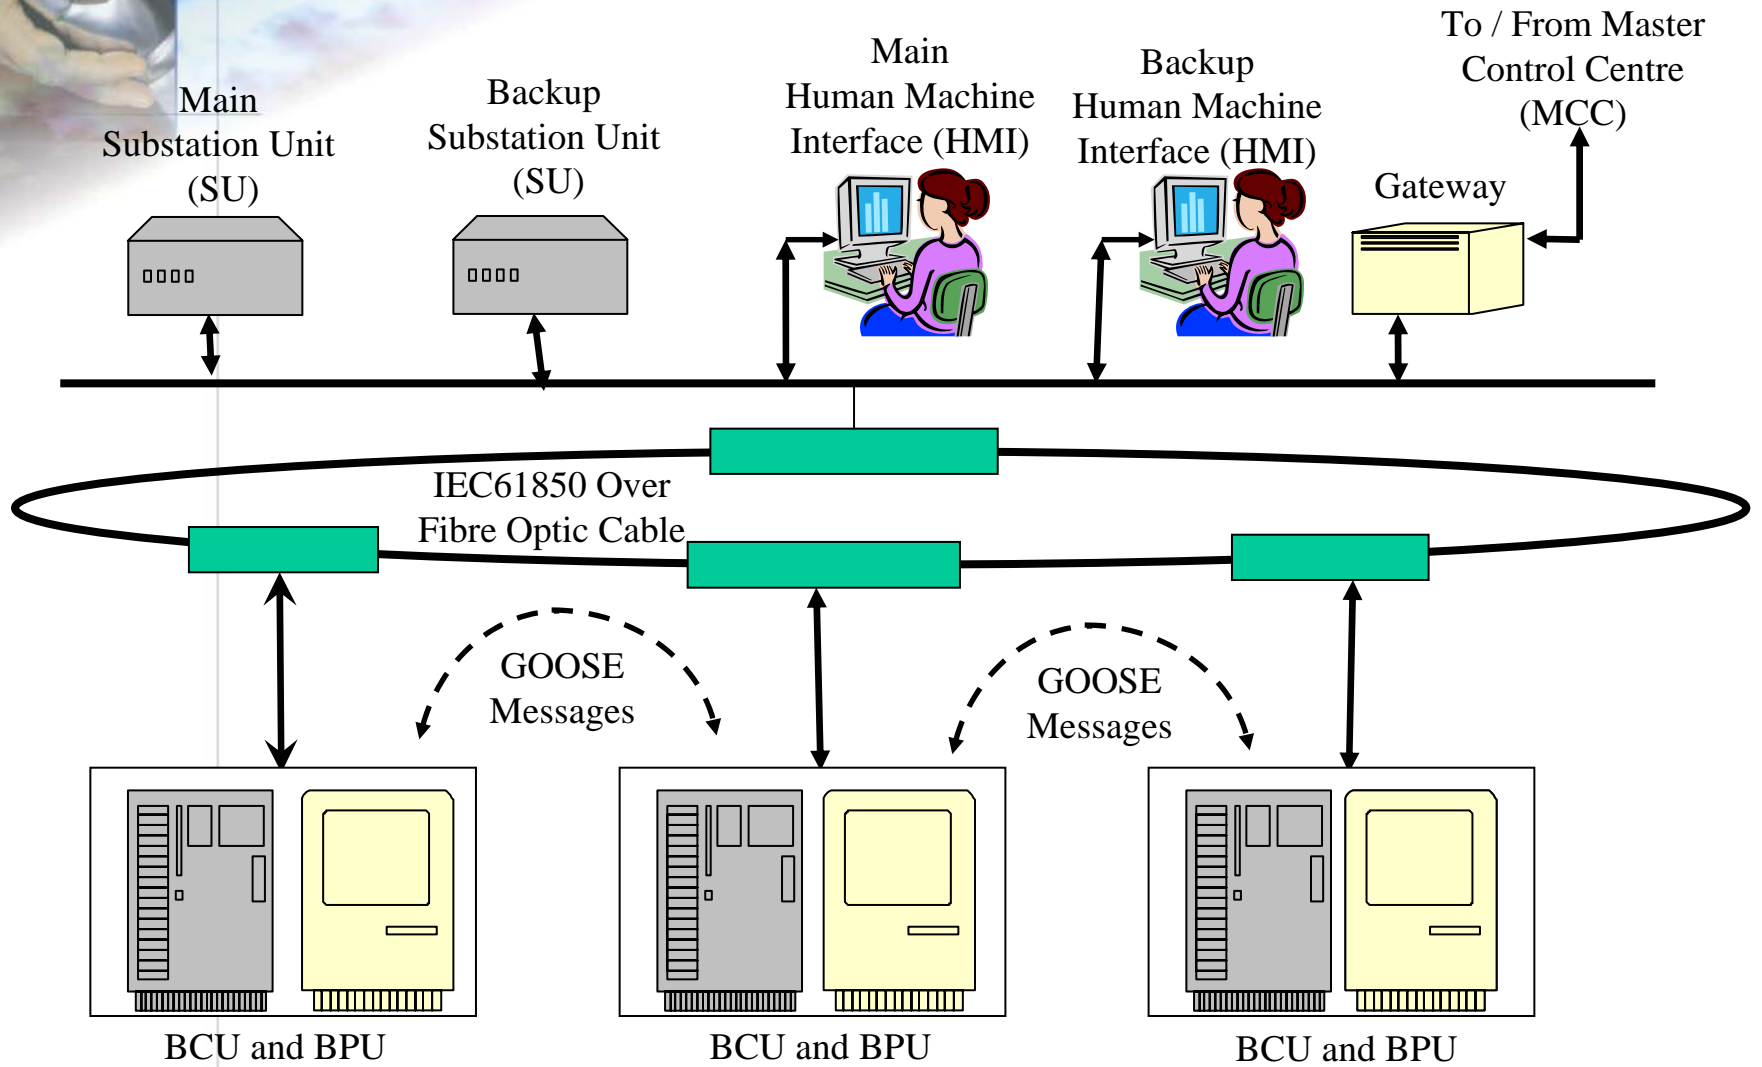 Main
Substation Unit
(SU)
Backup
Substation Unit
(SU)
Main
Human Machine
Interface (HMI)
Backup
Human Machine
Interface (HMI)
To / From Master
Control Centre
(MCC)
Gateway
IEC61850 Over
Fibre Optic Cable
GOOSE
Messages
GOOSE
Messages
BCU and BPU
BCU and BPU
BCU and BPU